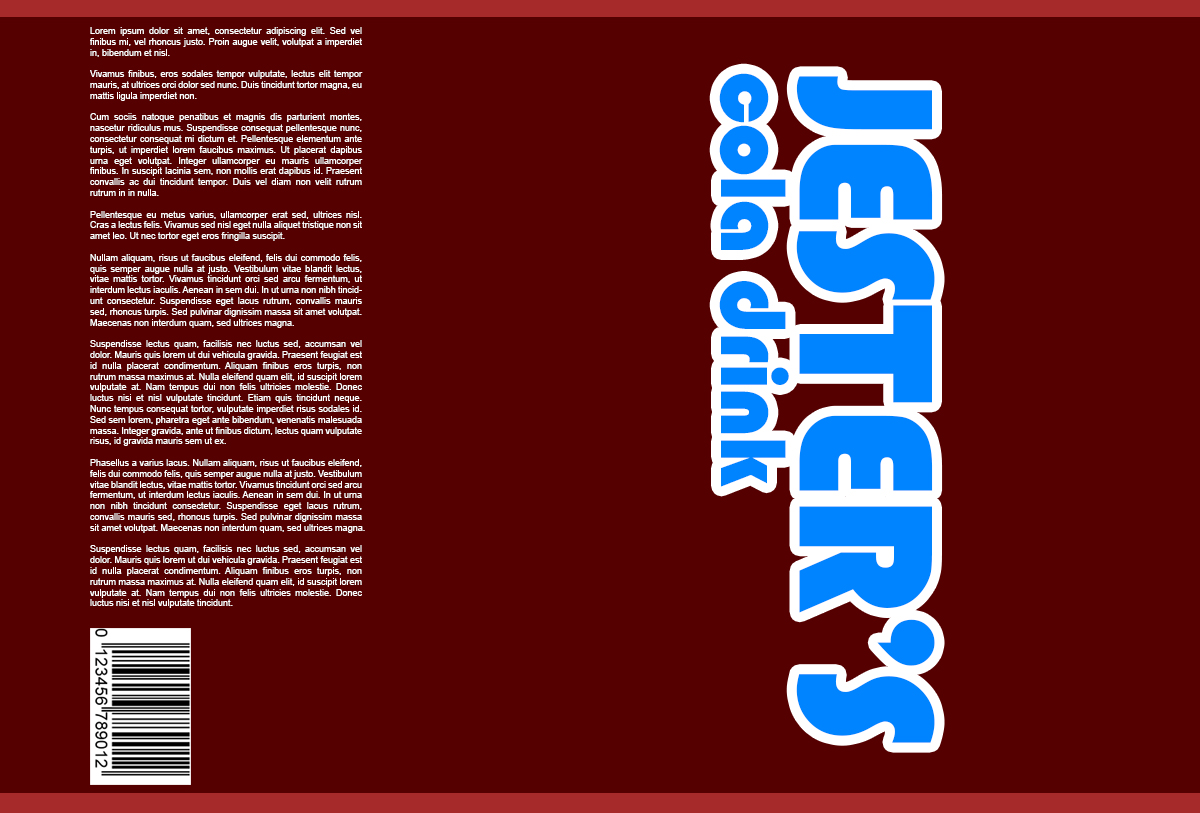 Lorem ipsum dolor sit amet, consectetur adipiscing elit. Sed vel
finibus mi, vel rhoncus justo. Proin augue velit, volutpat a imperdiet
in, bibendum et nisl.
Vivamus finibus, eros sodales tempor vulputate, lectus elit tempor
mauris, at ultrices orci dolor sed nunc. Duis tincidunt tortor magna, eu
mattis ligula imperdiet non.
Cum sociis natoque penatibus et magnis dis parturient montes,
nascetur ridiculus mus. Suspendisse consequat pellentesque nunc,
consectetur consequat mi dictum et. Pellentesque elementum ante
turpis, ut imperdiet lorem faucibus maximus. Ut placerat dapibus
urna eget volutpat. Integer ullamcorper eu mauris ullamcorper
finibus. In suscipit lacinia sem, non mollis erat dapibus id. Praesent
convallis ac dui tincidunt tempor. Duis vel diam non velit rutrum
rutrum in in nulla.
Pellentesque eu metus varius, ullamcorper erat sed, ultrices nisl.
Cras a lectus felis. Vivamus sed nisl eget nulla aliquet tristique non sit
amet leo. Ut nec tortor eget eros fringilla suscipit.
Nullam aliquam, risus ut faucibus eleifend, felis dui commodo felis,
quis semper augue nulla at justo. Vestibulum vitae blandit lectus,
vitae mattis tortor. Vivamus tincidunt orci sed arcu fermentum, ut
interdum lectus iaculis. Aenean in sem dui. In ut urna non nibh tincid-
unt consectetur. Suspendisse eget lacus rutrum, convallis mauris
sed, rhoncus turpis. Sed pulvinar dignissim massa sit amet volutpat.
Maecenas non interdum quam, sed ultrices magna.
Suspendisse lectus quam, facilisis nec luctus sed, accumsan vel
dolor. Mauris quis lorem ut dui vehicula gravida. Praesent feugiat est
id nulla placerat condimentum. Aliquam finibus eros turpis, non
rutrum massa maximus at. Nulla eleifend quam elit, id suscipit lorem
vulputate at. Nam tempus dui non felis ultricies molestie. Donec
luctus nisi et nisl vulputate tincidunt. Etiam quis tincidunt neque.
Nunc tempus consequat tortor, vulputate imperdiet risus sodales id.
Sed sem lorem, pharetra eget ante bibendum, venenatis malesuada
massa. Integer gravida, ante ut finibus dictum, lectus quam vulputate
risus, id gravida mauris sem ut ex.
Phasellus a varius lacus. Nullam aliquam, risus ut faucibus eleifend,
felis dui commodo felis, quis semper augue nulla at justo. Vestibulum
vitae blandit lectus, vitae mattis tortor. Vivamus tincidunt orci sed arcu
fermentum, ut interdum lectus iaculis. Aenean in sem dui. In ut urna
non nibh tincidunt consectetur. Suspendisse eget lacus rutrum,
convallis mauris sed, rhoncus turpis. Sed pulvinar dignissim massa
sit amet volutpat. Maecenas non interdum quam, sed ultrices magna.
Suspendisse lectus quam, facilisis nec luctus sed, accumsan vel
dolor. Mauris quis lorem ut dui vehicula gravida. Praesent feugiat est
id nulla placerat condimentum. Aliquam finibus eros turpis, non
rutrum massa maximus at. Nulla eleifend quam elit, id suscipit lorem
vulputate at. Nam tempus dui non felis ultricies molestie. Donec
luctus nisi et nisl vulputate tincidunt.
0 123456 789012
JESTER'S
cola drink